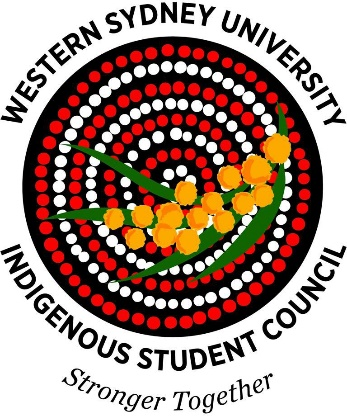 WESTERN SYDNEY UNIVERSITY
INDIGENOUS STUDENT COUNCIL
Stronger Together